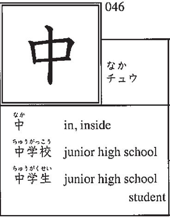 046
中
なか
チュウ
なか
中 in, inside
ちゅうがっこう
中学校 junior high school
ちゅうがくせい
中学生 junior high school
student